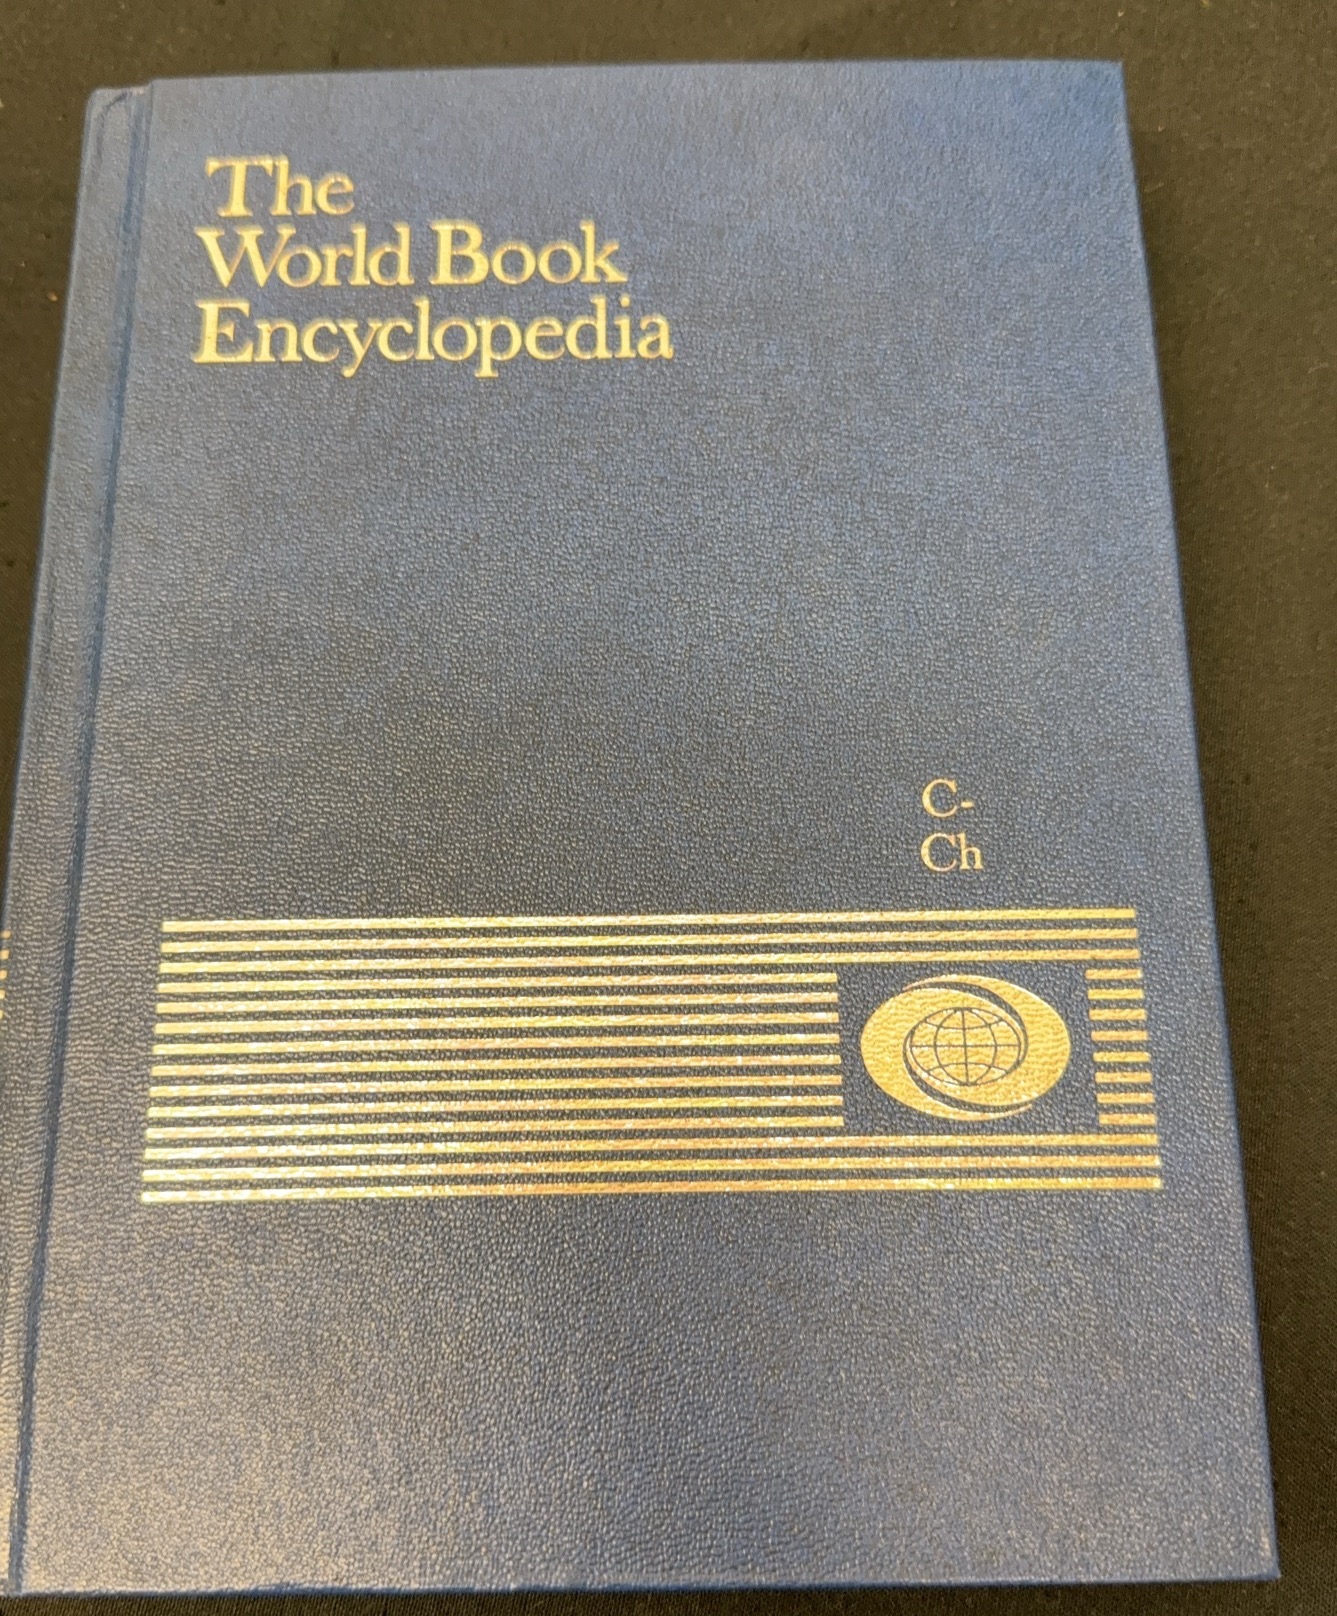 The
World Book
Encyclopedia
C-
Ch